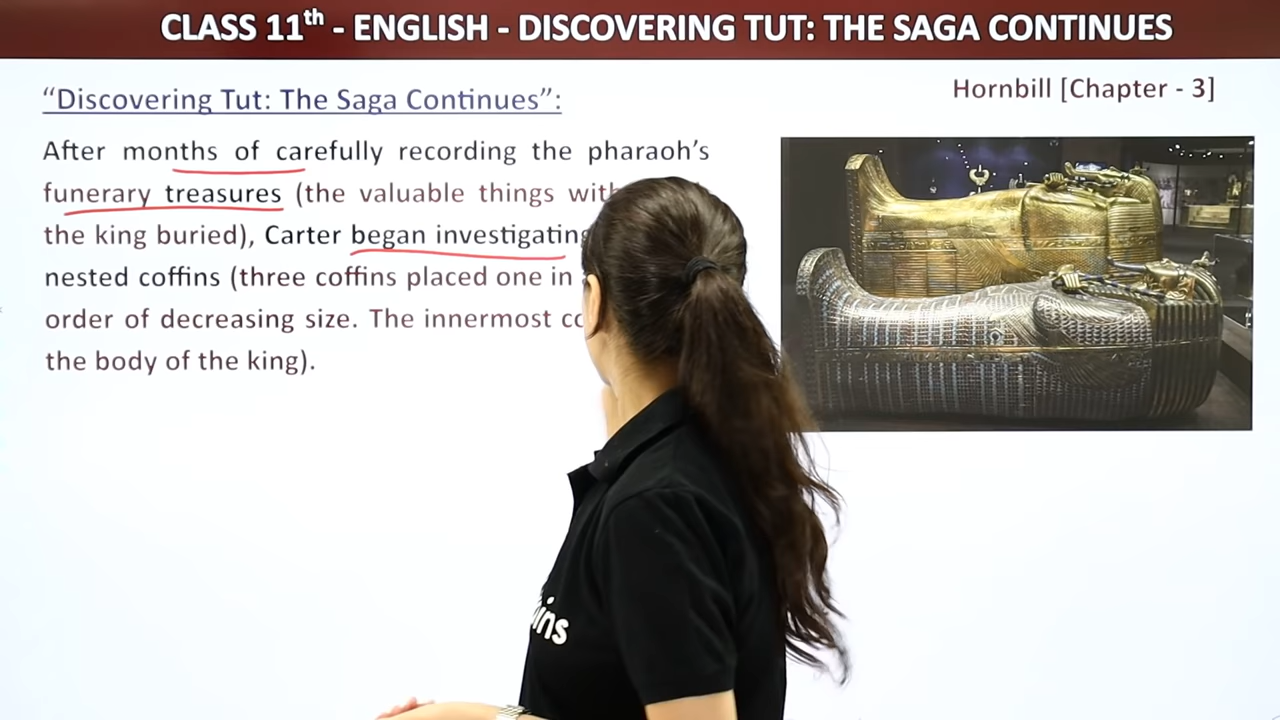 CLASS 11th - ENGLISH - DISCOVERING TUT: THE SAGA CONTINUES
"Discovering Tut: The Saga Continues":
Hornbill [Chapter - 3]
After months of carefully recording the pharaoh's
funerary treasures (the valuable things
the king buried), Carter began investigating
nested coffins (three coffins placed one in
order of decreasing size. The innermost
the body of the king).